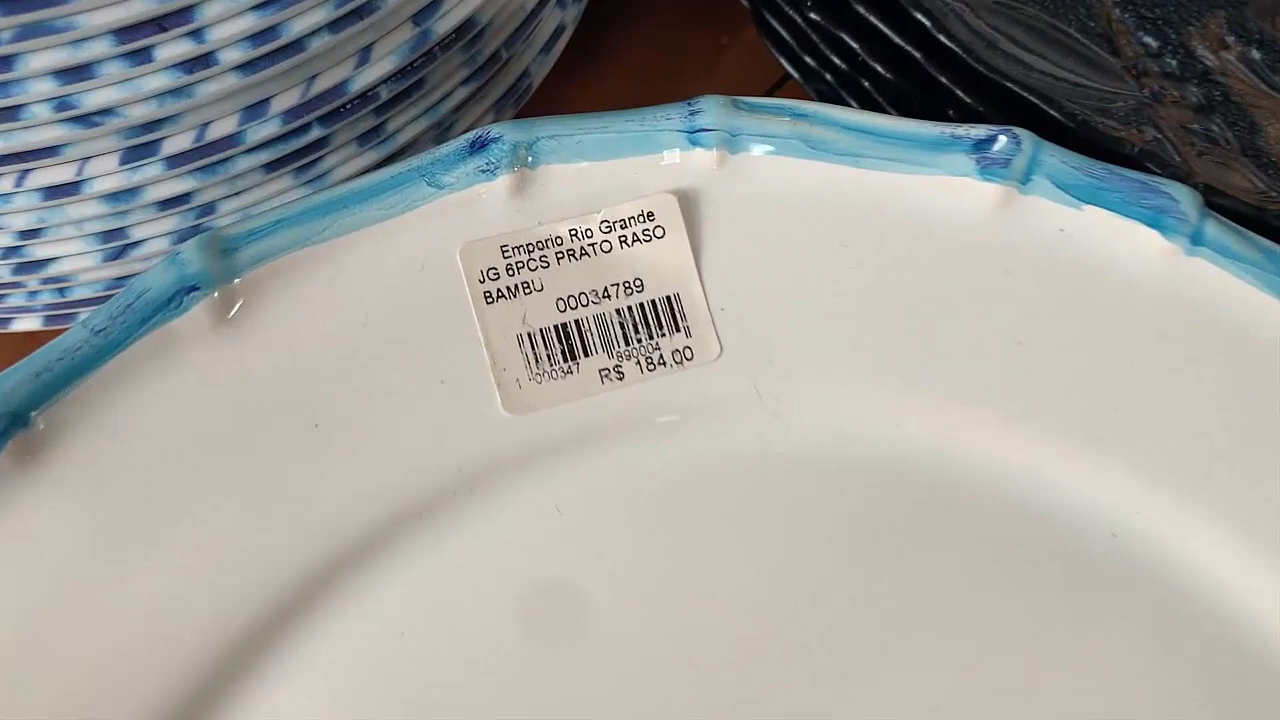 Emporio Rio Grande
JG 6PCS PRATO RASO
BAMBU
00034789
1 000347 890004
R$ 184,00